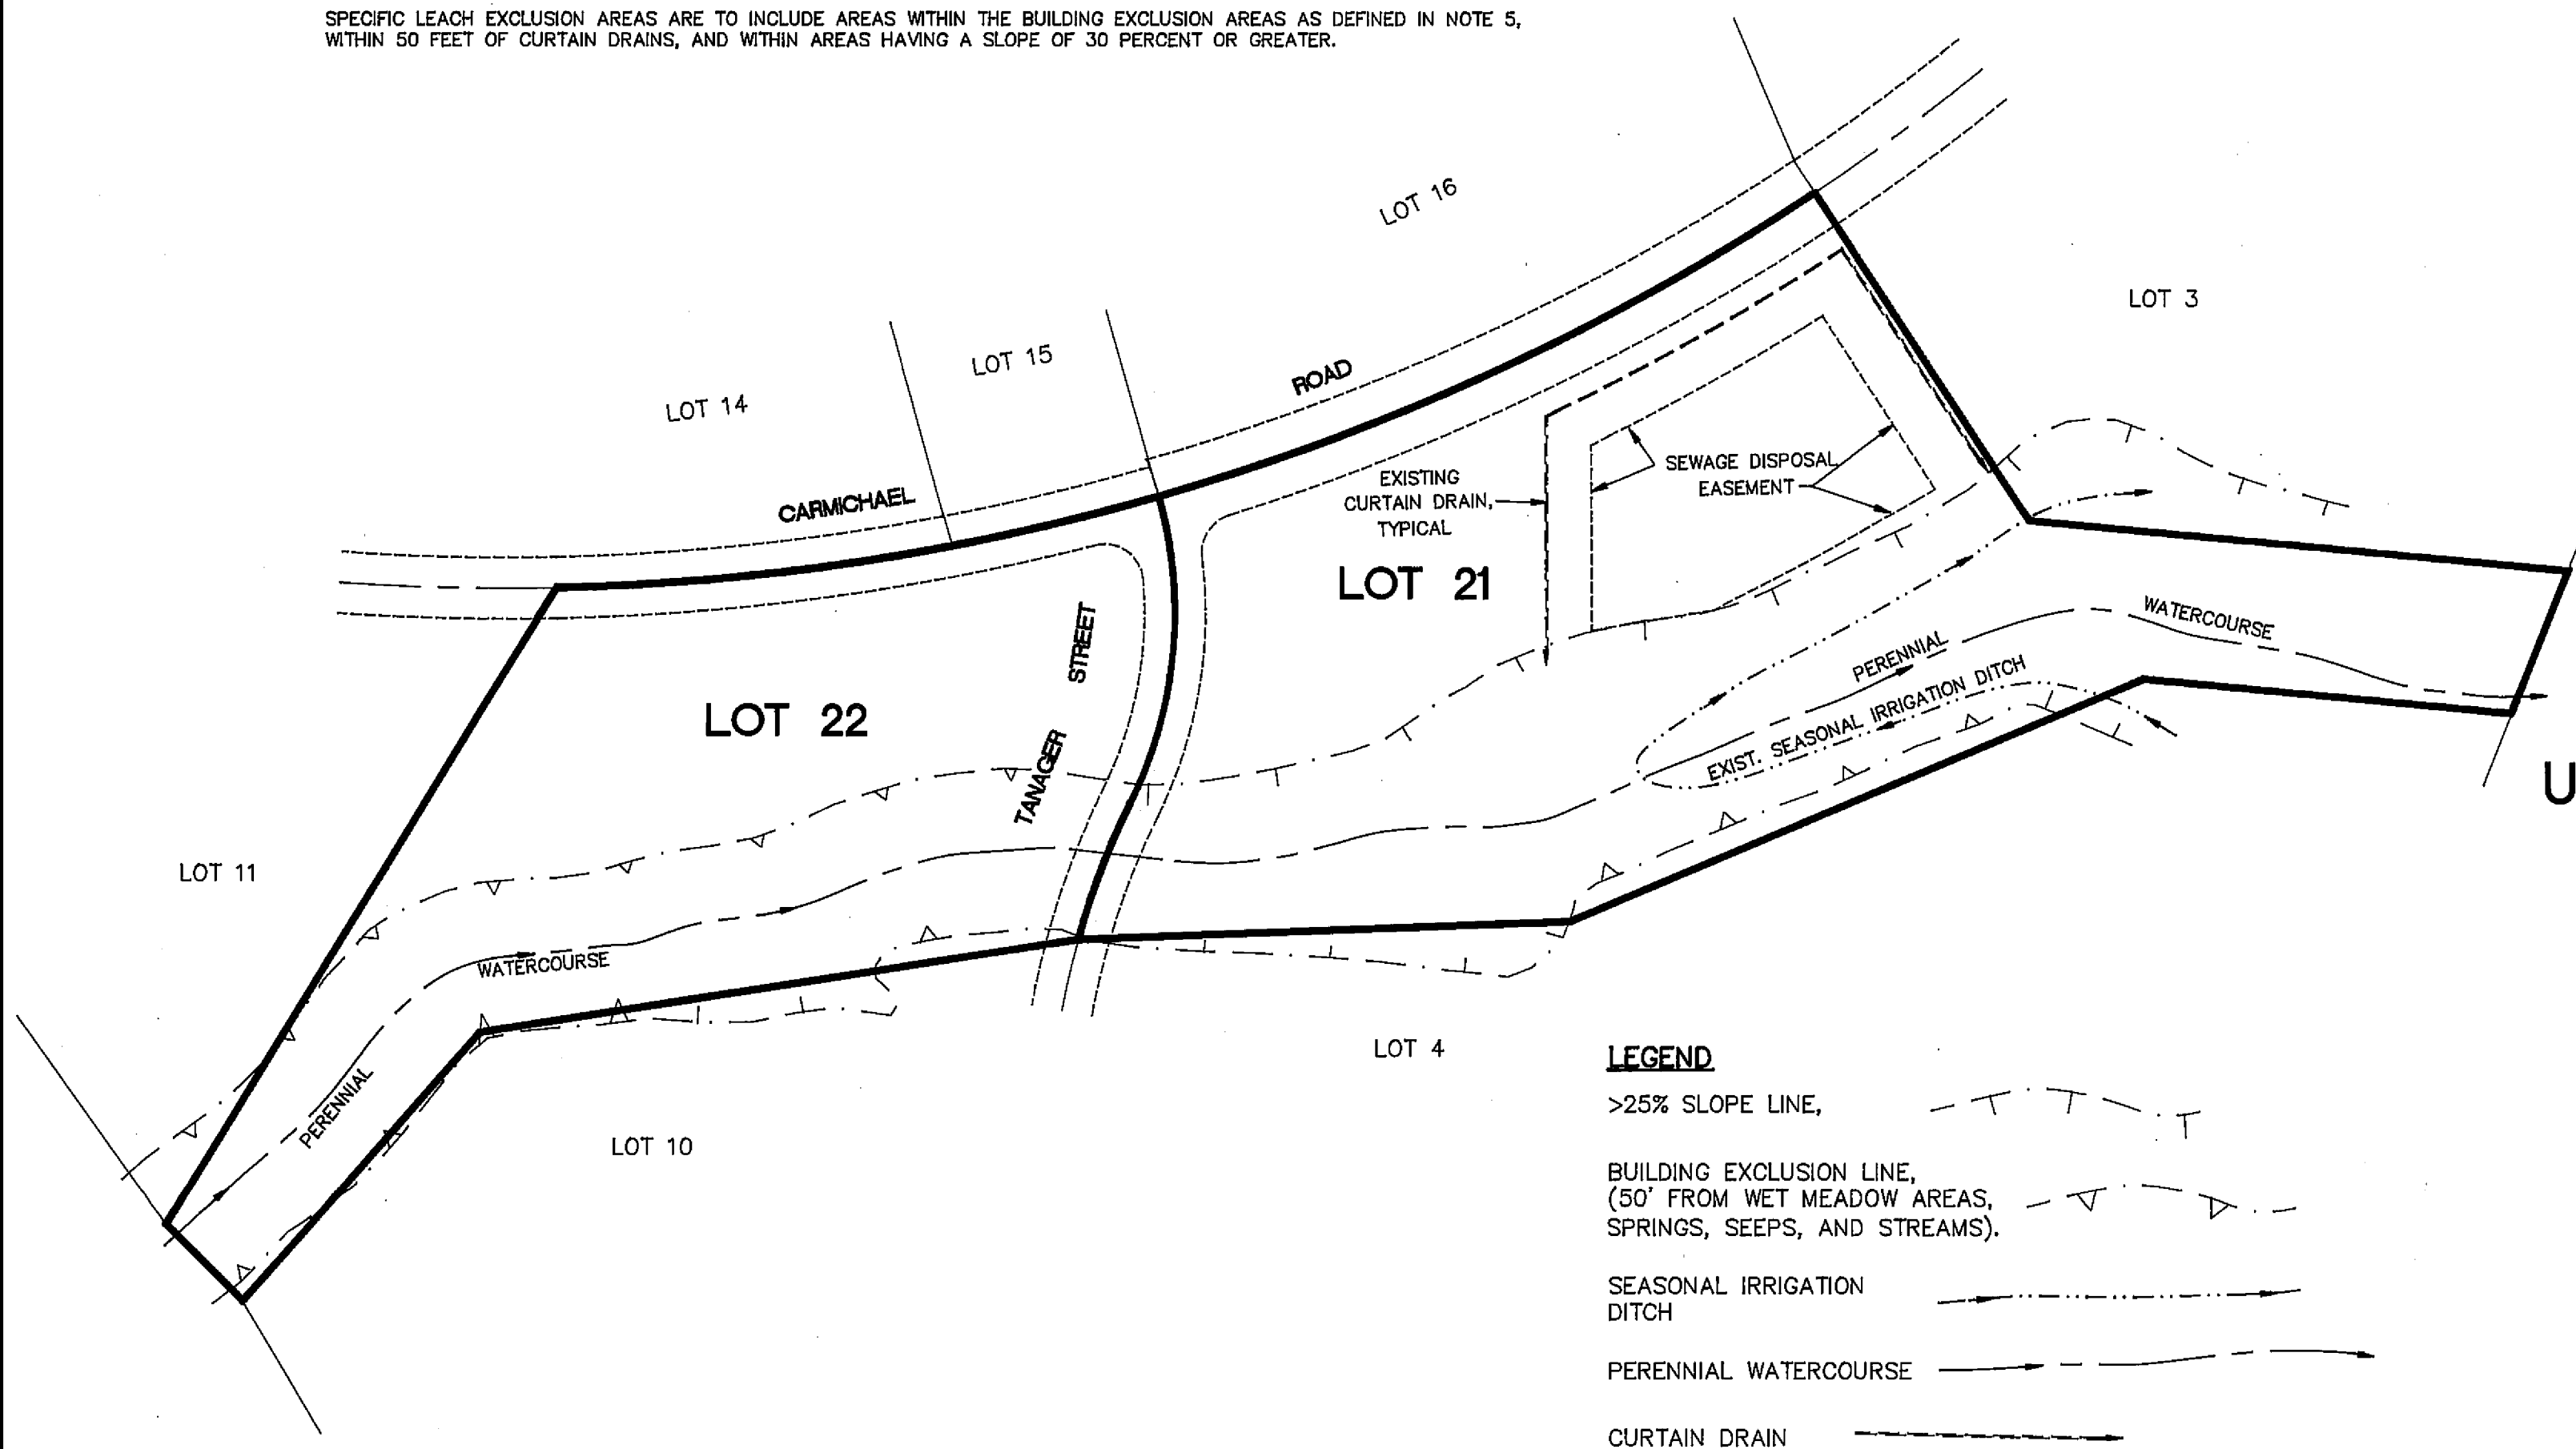 SPECIFIC LEACH EXCLUSION AREAS ARE TO INCLUDE AREAS WITHIN THE BUILDING EXCLUSION AREAS AS DEFINED IN NOTE 5,
WITHIN 50 FEET OF CURTAIN DRAINS, AND WITHIN AREAS HAVING A SLOPE OF 30 PERCENT OR GREATER.
LOT 16
LOT 3
LOT 15
LOT 14
ROAD
CARMICHAEL
EXISTING
CURTAIN DRAIN,
TYPICAL
SEWAGE DISPOSAL
EASEMENT
LOT 21
LOT 22
STREET
TANAGER
PERENNIAL
WATERCOURSE
EXIST. SEASONAL IRRIGATION DITCH
U
LOT 11
WATERCOURSE
PERENNIAL
LOT 10
LOT 4
LEGEND
>25% SLOPE LINE,
BUILDING EXCLUSION LINE,
(50' FROM WET MEADOW AREAS,
SPRINGS, SEEPS, AND STREAMS).
SEASONAL IRRIGATION
DITCH
PERENNIAL WATERCOURSE
CURTAIN DRAIN